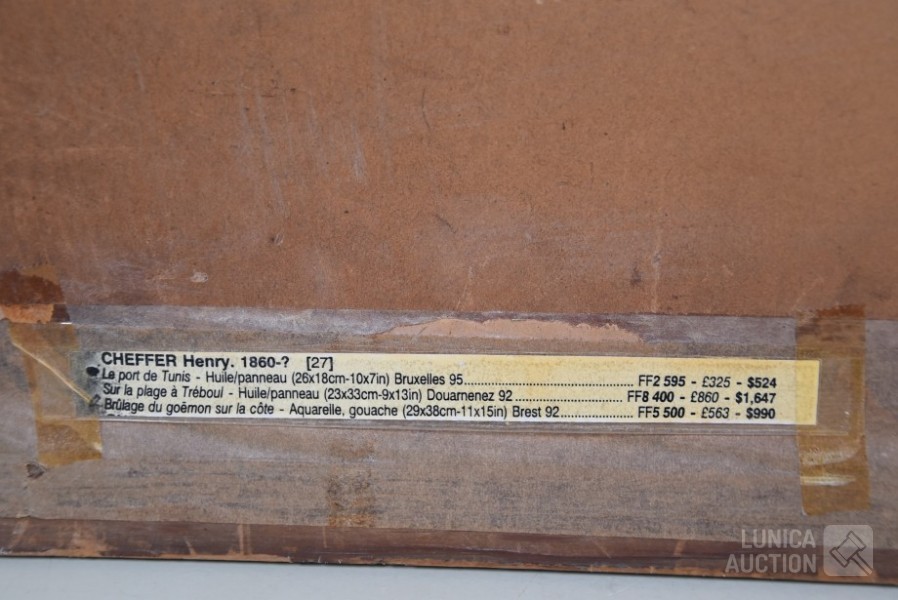 CHEFFER Henry. 1860-? [27]
Le port de Tunis - Huile/panneau (26x18cm-10x7in) Bruxelles 95.......................................... FF2 595 - £325 - $524
Sur la plage à Tréboul - Huile/panneau (23x33cm-9x13in) Douarnenez 92.......................... FF8 400 - £860 - $1,647
Brûlage du goëmon sur la côte - Aquarelle, gouache (29x38cm-11x15in) Brest 92................. FF5 500 - £563 - $990
LUNICA
AUCTION